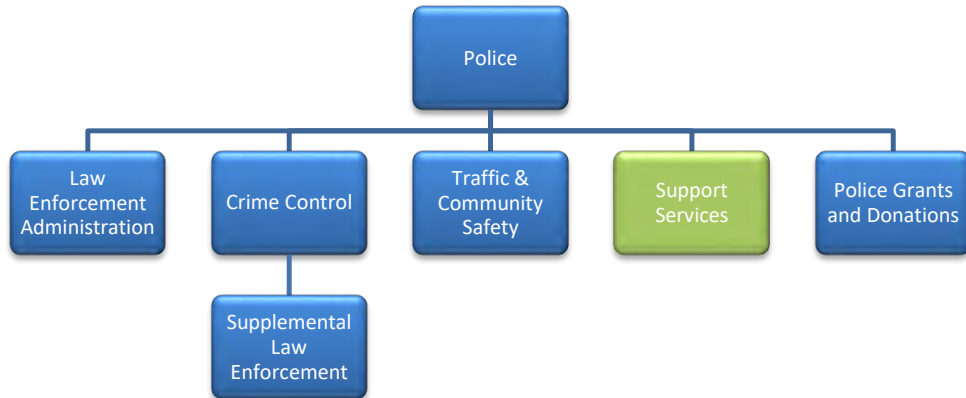 Police
Law
Enforcement
Administration
Crime Control
Traffic &
Community
Safety
Support
Services
Police Grants
and Donations
Supplemental
Law
Enforcement